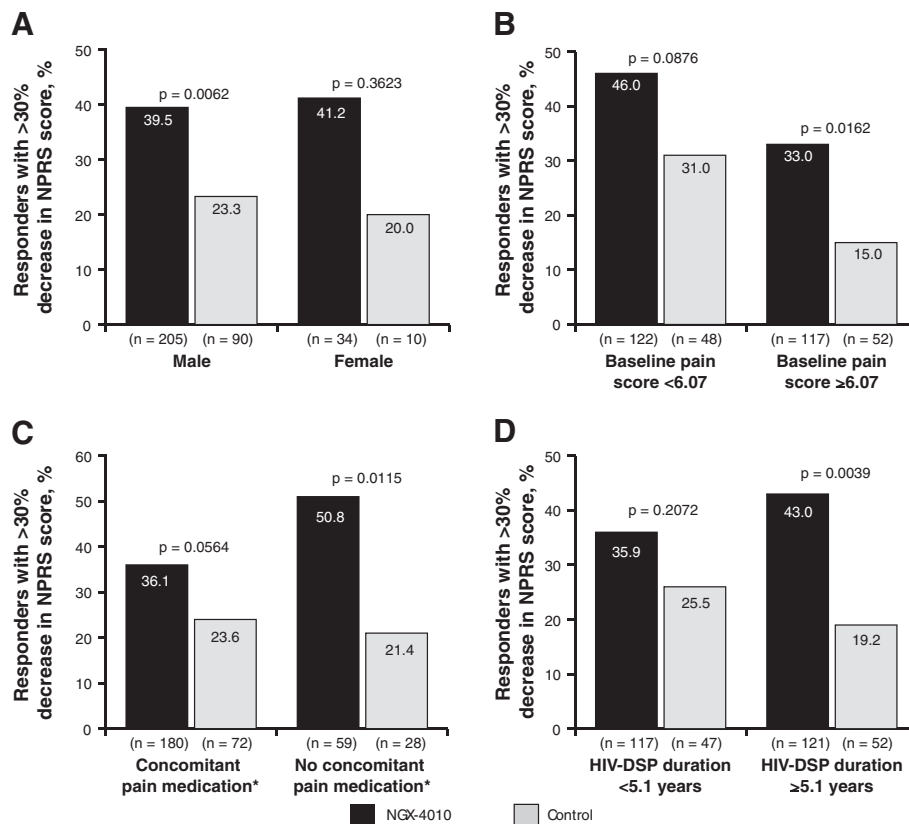 A
Responders with >30%
decrease in NPRS score, %
50
40
30
20
10
0
p = 0.0062
39.5
23.3
p = 0.3623
41.2
20.0
(n = 205) (n = 90)
Male
(n = 34) (n = 10)
Female
B
Responders with >30%
decrease in NPRS score, %
50
40
30
20
10
0
p = 0.0876
46.0
31.0
p = 0.0162
33.0
15.0
(n = 122) (n = 48)
Baseline pain
score <6.07
(n = 117) (n = 52)
Baseline pain
score ≥6.07
C
Responders with >30%
decrease in NPRS score, %
60
50
40
30
20
10
0
p = 0.0564
36.1
23.6
p = 0.0115
50.8
21.4
(n = 180) (n = 72)
Concomitant
pain medication*
(n = 59) (n = 28)
No concomitant
pain medication*
D
Responders with >30%
decrease in NPRS score, %
50
40
30
20
10
0
p = 0.2072
35.9
25.5
p = 0.0039
43.0
19.2
(n = 117) (n = 47)
HIV-DSP duration
<5.1 years
(n = 121) (n = 52)
HIV-DSP duration
≥5.1 years
NGX-4010
Control